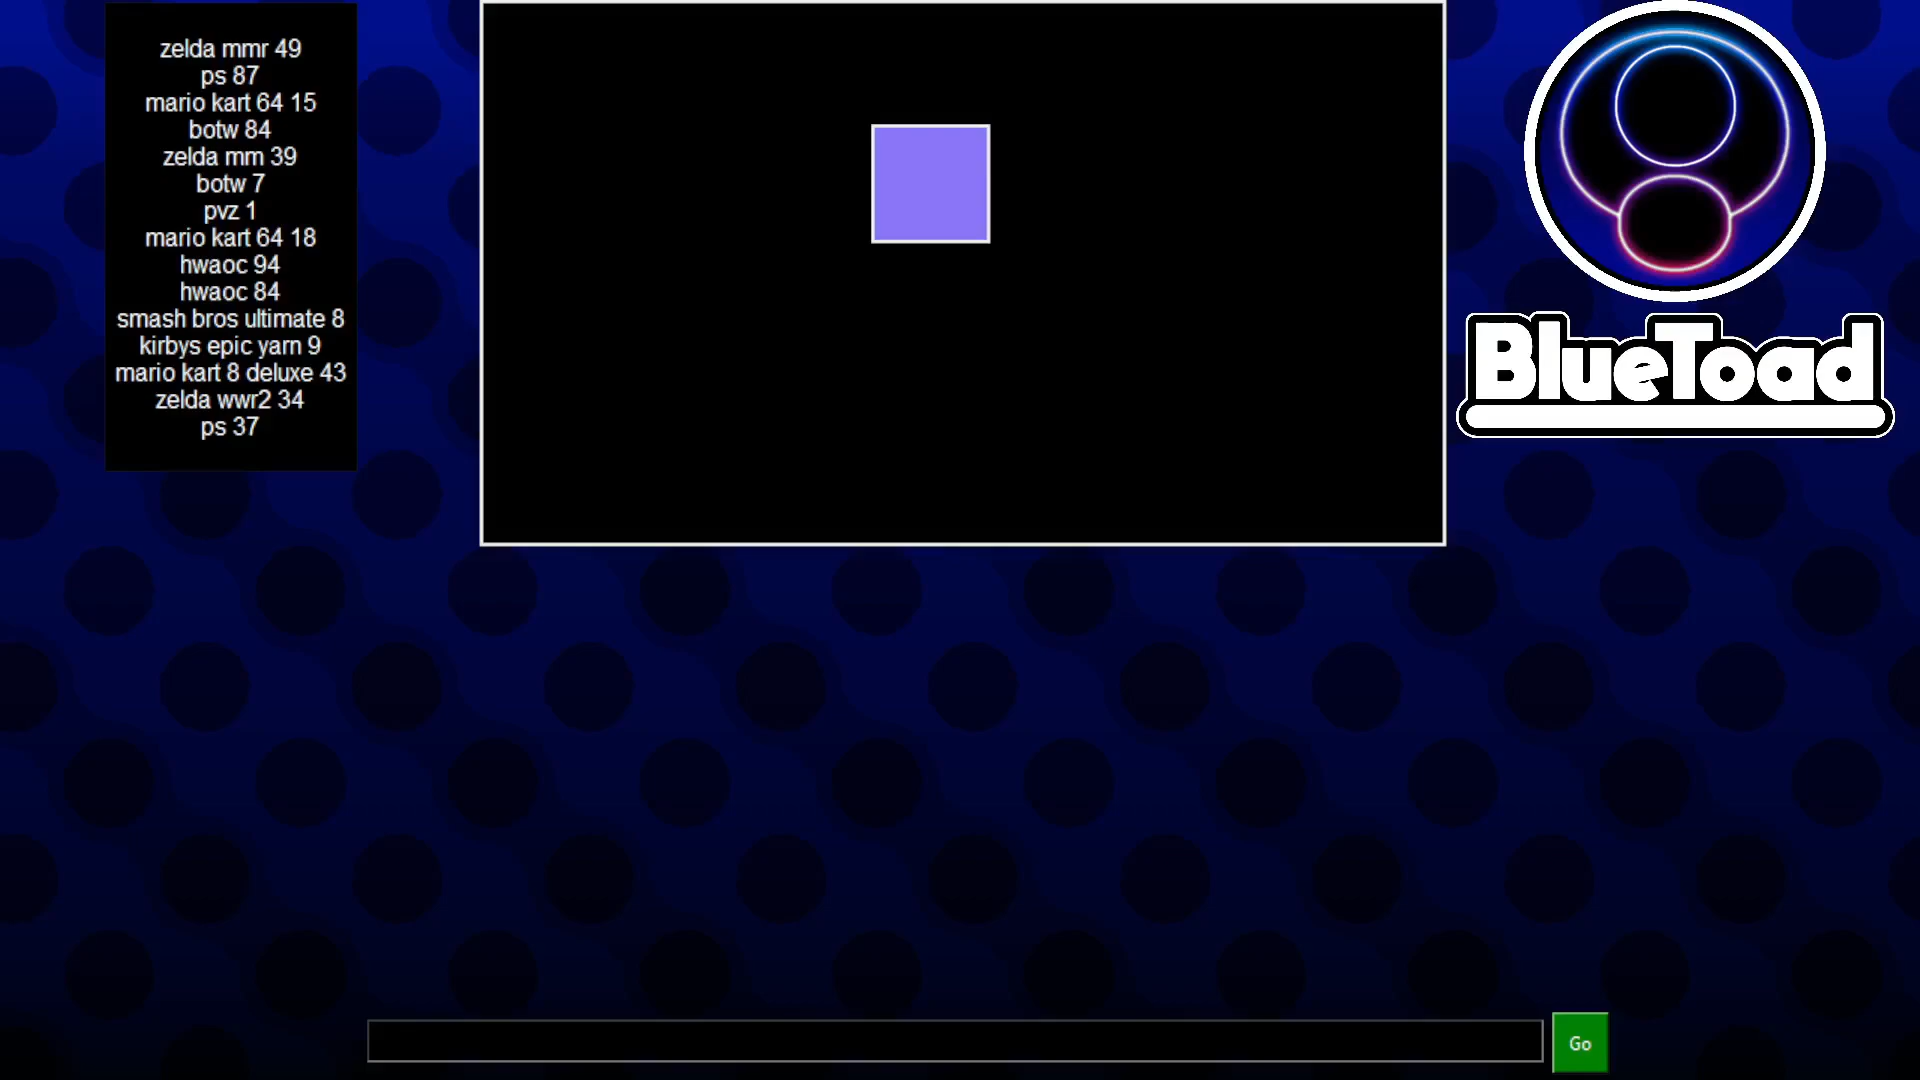 zelda mmr 49
ps 87
mario kart 64 15
botw 84
zelda mm 39
botw 7
pvz 1
mario kart 64 18
hwaoc 94
hwaoc 84
smash bros ultimate 8
kirbys epic yarn 9
mario kart 8 deluxe 43
zelda wwr2 34
ps 37
BlueToad
Go